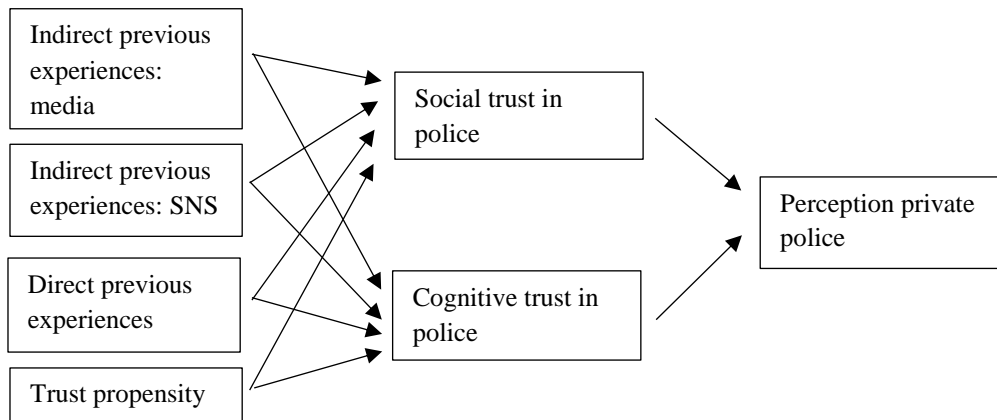 Indirect previous
experiences:
media
Indirect previous
experiences: SNS
Direct previous
experiences
Trust propensity
Social trust in
police
Cognitive trust in
police
Perception private
police